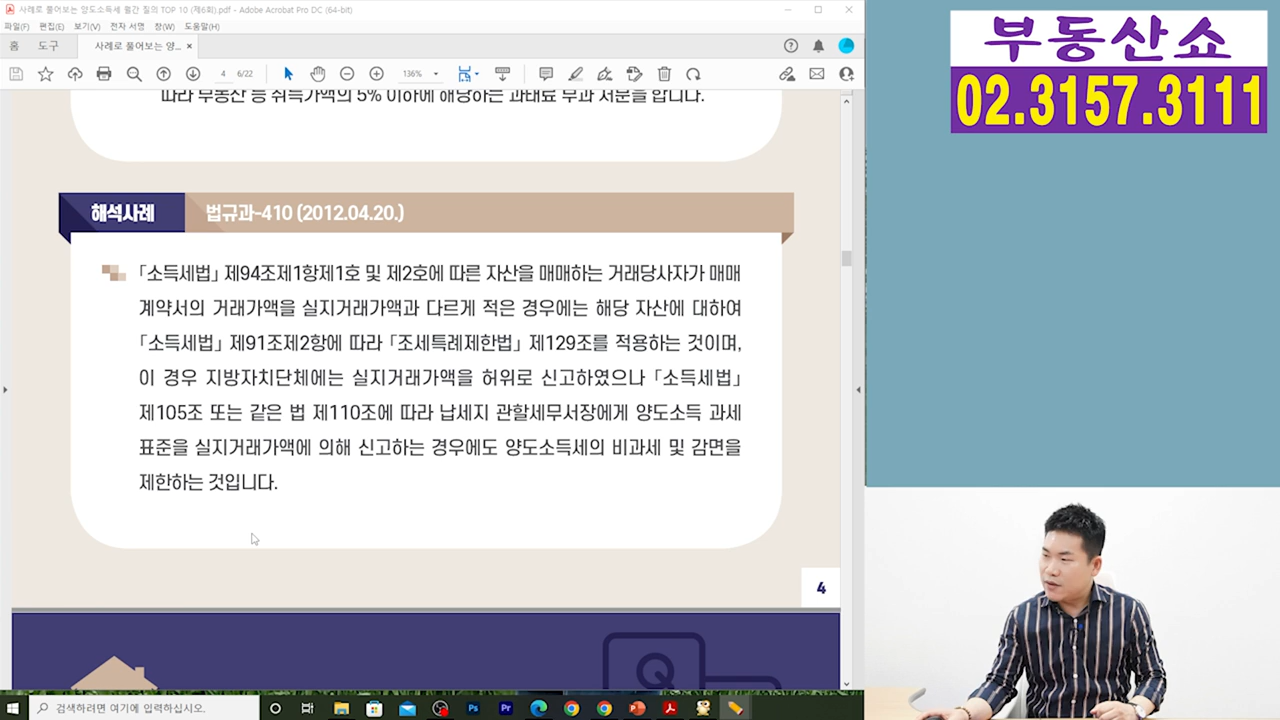 사례로 풀어보는 양도소득세 월간 질의 TOP 10 (제6회).pdf - Adobe Acrobat Pro DC (64-bit)
파일(F) 편집(E) 보기(V) 전자 서명 창(W) 도움말(H)
홈 도구 사례로 풀어보는 양... ×
4 6/22 136%
따라 부동산 등 취득가액의 5% 이하에 해당하는 과태료 부과 처분을 합니다.
해석사례 법규과-410 (2012.04.20.)
「소득세법」 제94조제1항제1호 및 제2호에 따른 자산을 매매하는 거래당사자가 매매
계약서의 거래가액을 실지거래가액과 다르게 적은 경우에는 해당 자산에 대하여
「소득세법」 제91조제2항에 따라 「조세특례제한법」 제129조를 적용하는 것이며,
이 경우 지방자치단체에는 실지거래가액을 허위로 신고하였으나 「소득세법」
제105조 또는 같은 법 제110조에 따라 납세지 관할세무서장에게 양도소득 과세
표준을 실지거래가액에 의해 신고하는 경우에도 양도소득세의 비과세 및 감면을
제한하는 것입니다.
4
Q
검색하려면 여기에 입력하십시오.
부동산쇼
02.3157.3111